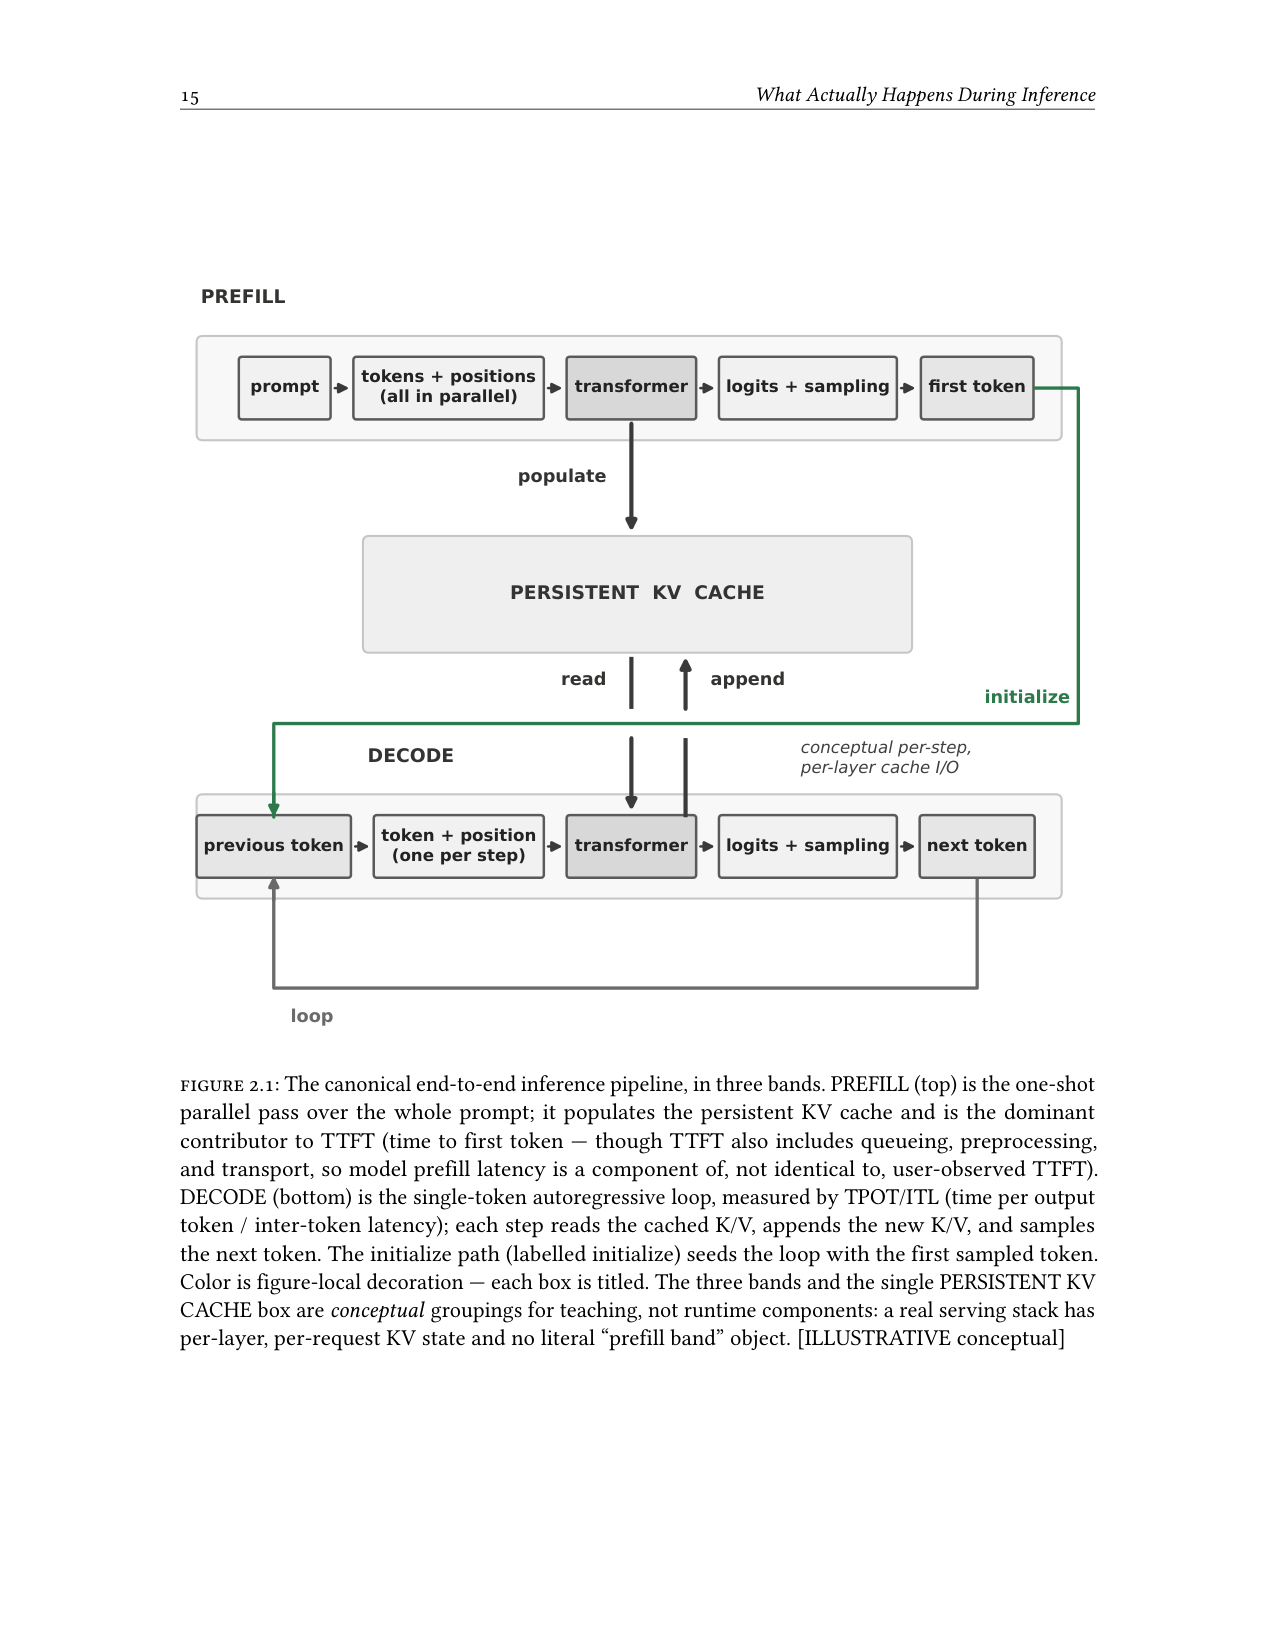 15
What Actually Happens During Inference
PREFILL
prompt
tokens + positions
(all in parallel)
transformer
logits + sampling
first token
populate
PERSISTENT KV CACHE
read
append
initialize
DECODE
conceptual per-step,
per-layer cache I/O
previous token
token + position
(one per step)
transformer
logits + sampling
next token
loop
FIGURE 2.1: The canonical end-to-end inference pipeline, in three bands. PREFILL (top) is the one-shot
parallel pass over the whole prompt; it populates the persistent KV cache and is the dominant
contributor to TTFT (time to first token — though TTFT also includes queueing, preprocessing,
and transport, so model prefill latency is a component of, not identical to, user-observed TTFT).
DECODE (bottom) is the single-token autoregressive loop, measured by TPOT/ITL (time per output
token / inter-token latency); each step reads the cached K/V, appends the new K/V, and samples
the next token. The initialize path (labelled initialize) seeds the loop with the first sampled token.
Color is figure-local decoration — each box is titled. The three bands and the single PERSISTENT KV
CACHE box are conceptual groupings for teaching, not runtime components: a real serving stack has
per-layer, per-request KV state and no literal “prefill band” object. [ILLUSTRATIVE conceptual]